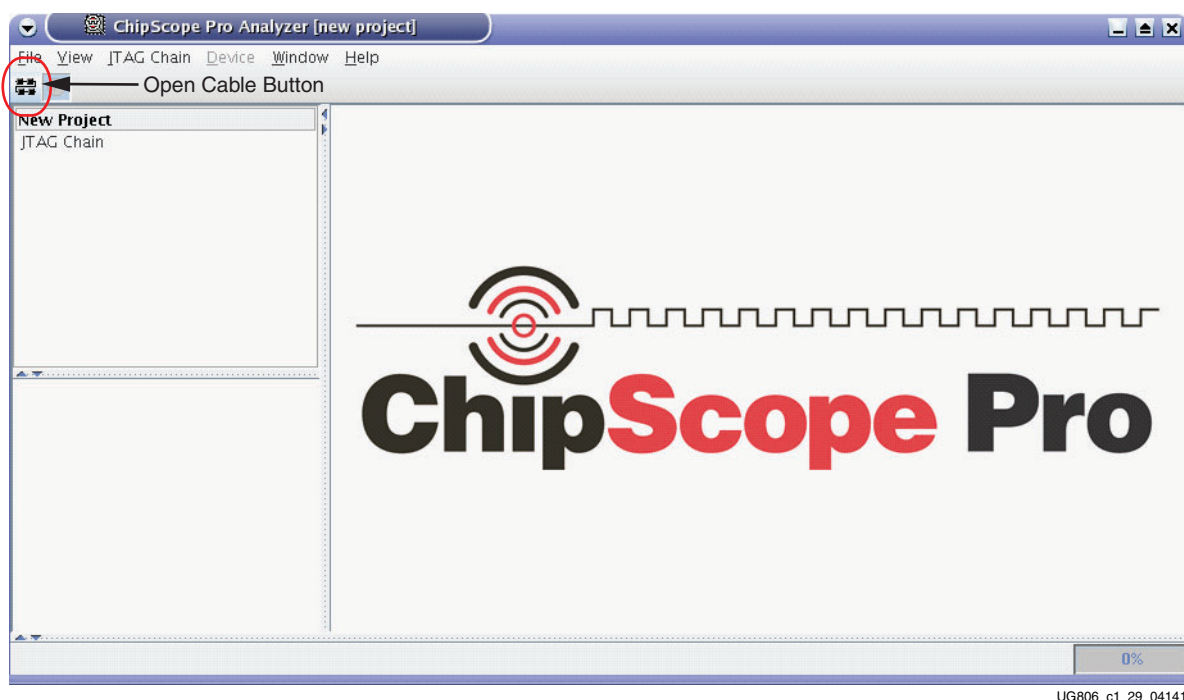 ChipScope Pro Analyzer [new project]
File View JTAG Chain Device Window Help
Open Cable Button
New Project
JTAG Chain
ChipScope Pro
0%
UG806_c1_29_04141